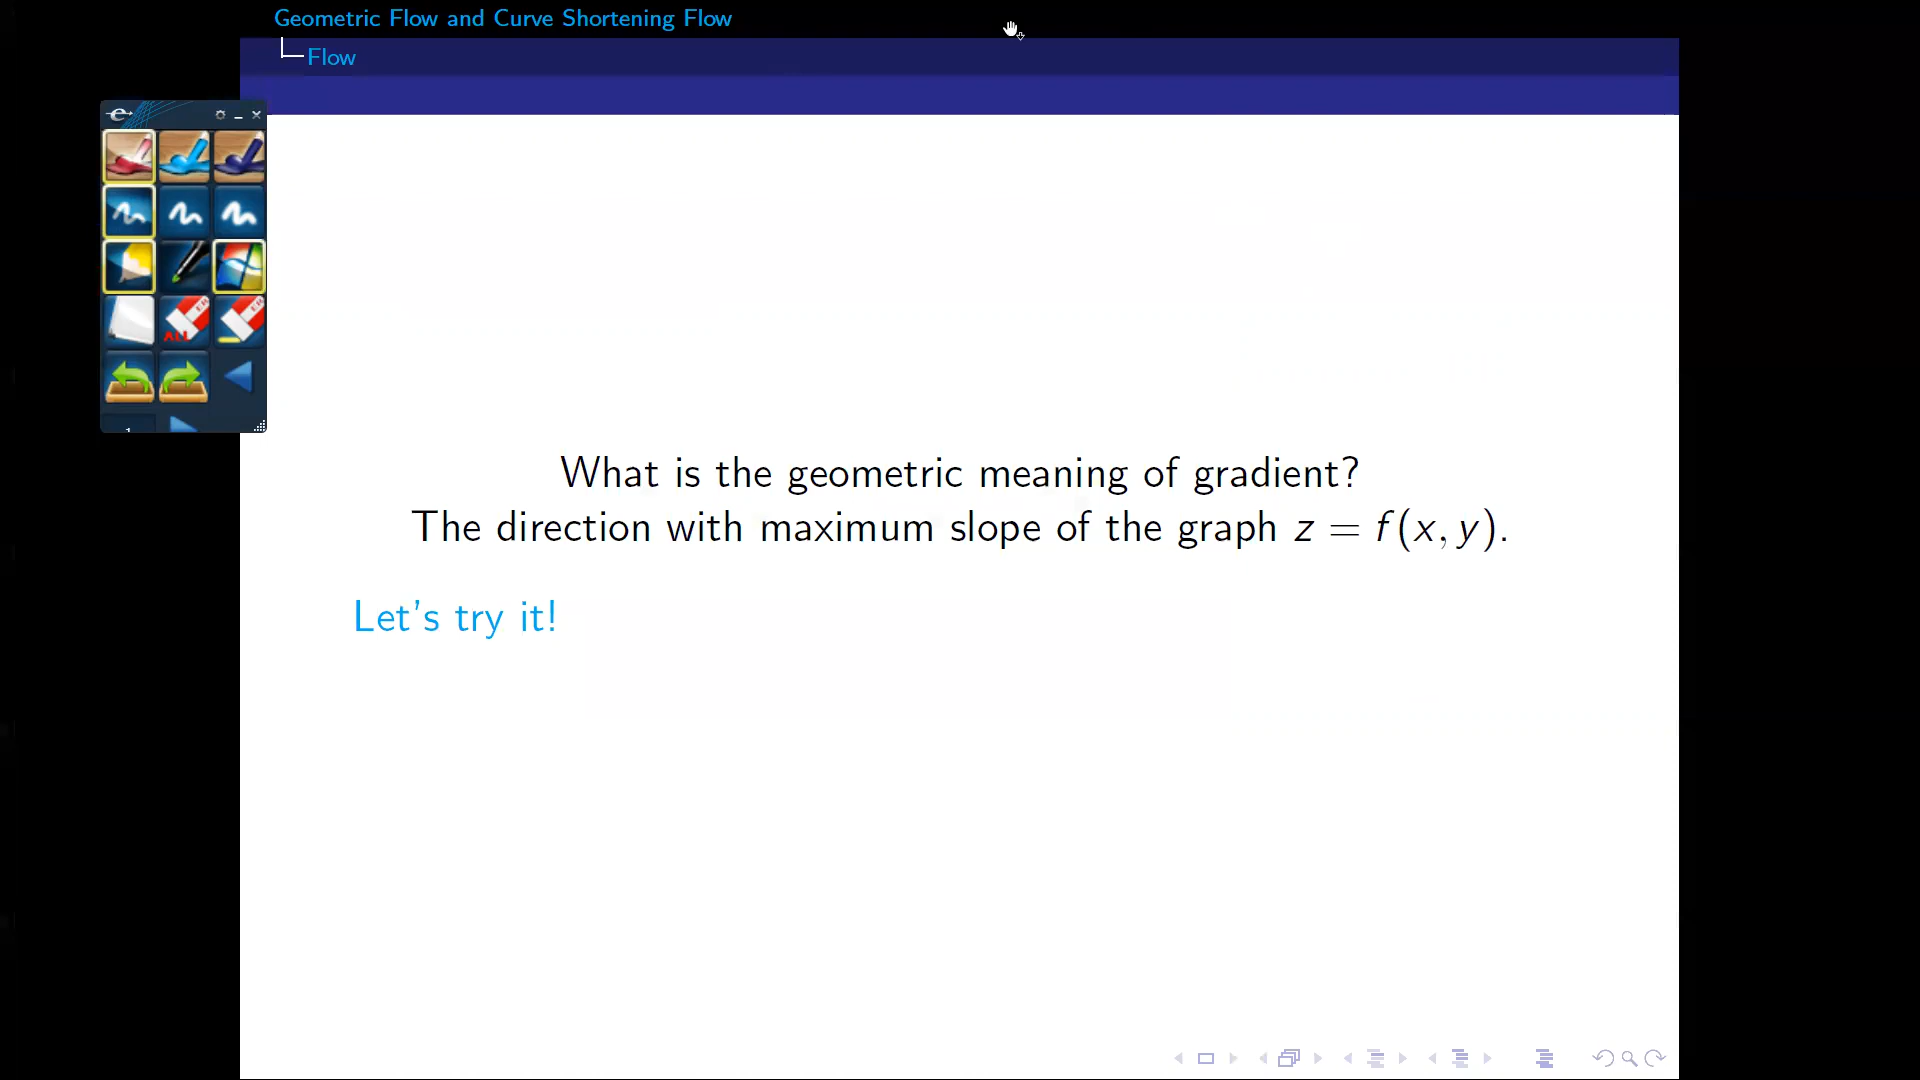 Geometric Flow and Curve Shortening Flow
Flow
What is the geometric meaning of gradient?
The direction with maximum slope of the graph z = f(x, y).
Let's try it!
ALL